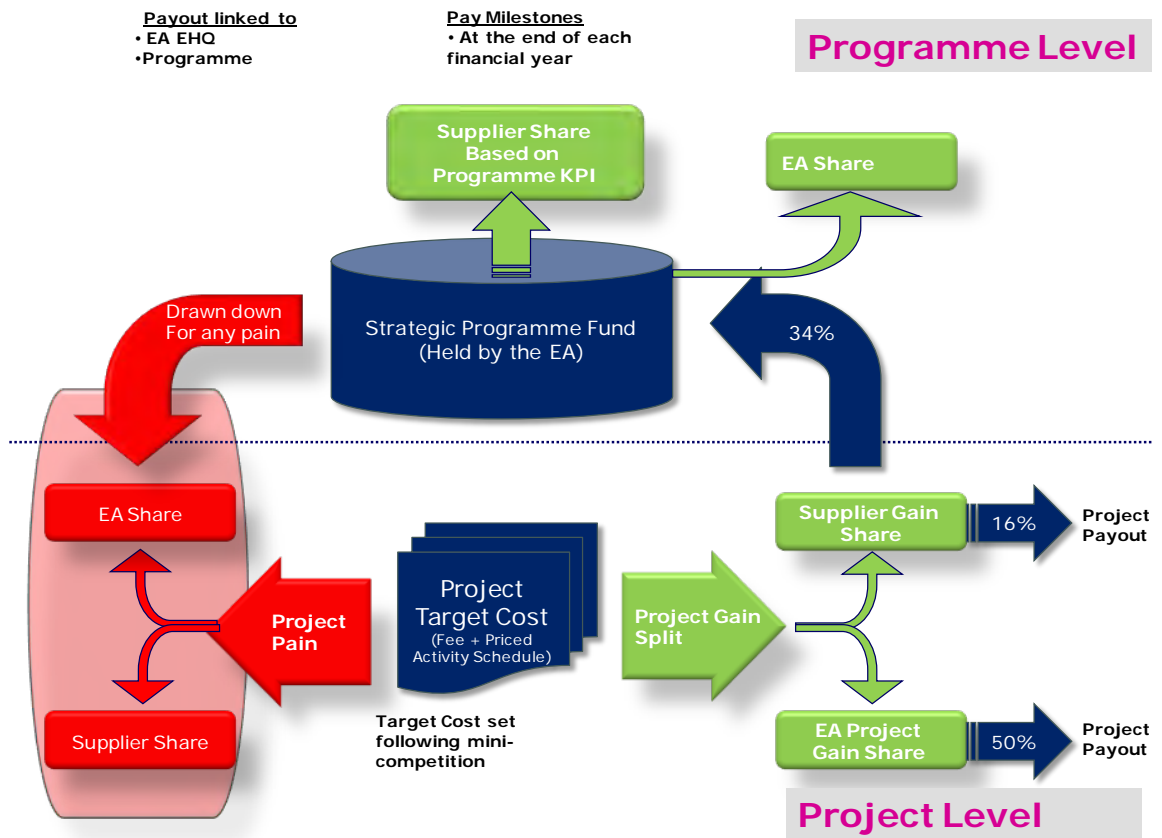 Payout linked to
• EA EHQ
•Programme
Pay Milestones
• At the end of each
financial year
Programme Level
Supplier Share
Based on
Programme KPI
EA Share
Drawn down
For any pain
Strategic Programme Fund
(Held by the EA)
34%
EA Share
Project
Pain
Supplier Share
Project
Target Cost
(Fee + Priced
Activity Schedule)
Target Cost set
following mini-
competition
Project Gain
Split
Supplier Gain
Share
16%
Project
Payout
EA Project
Gain Share
50%
Project
Payout
Project Level